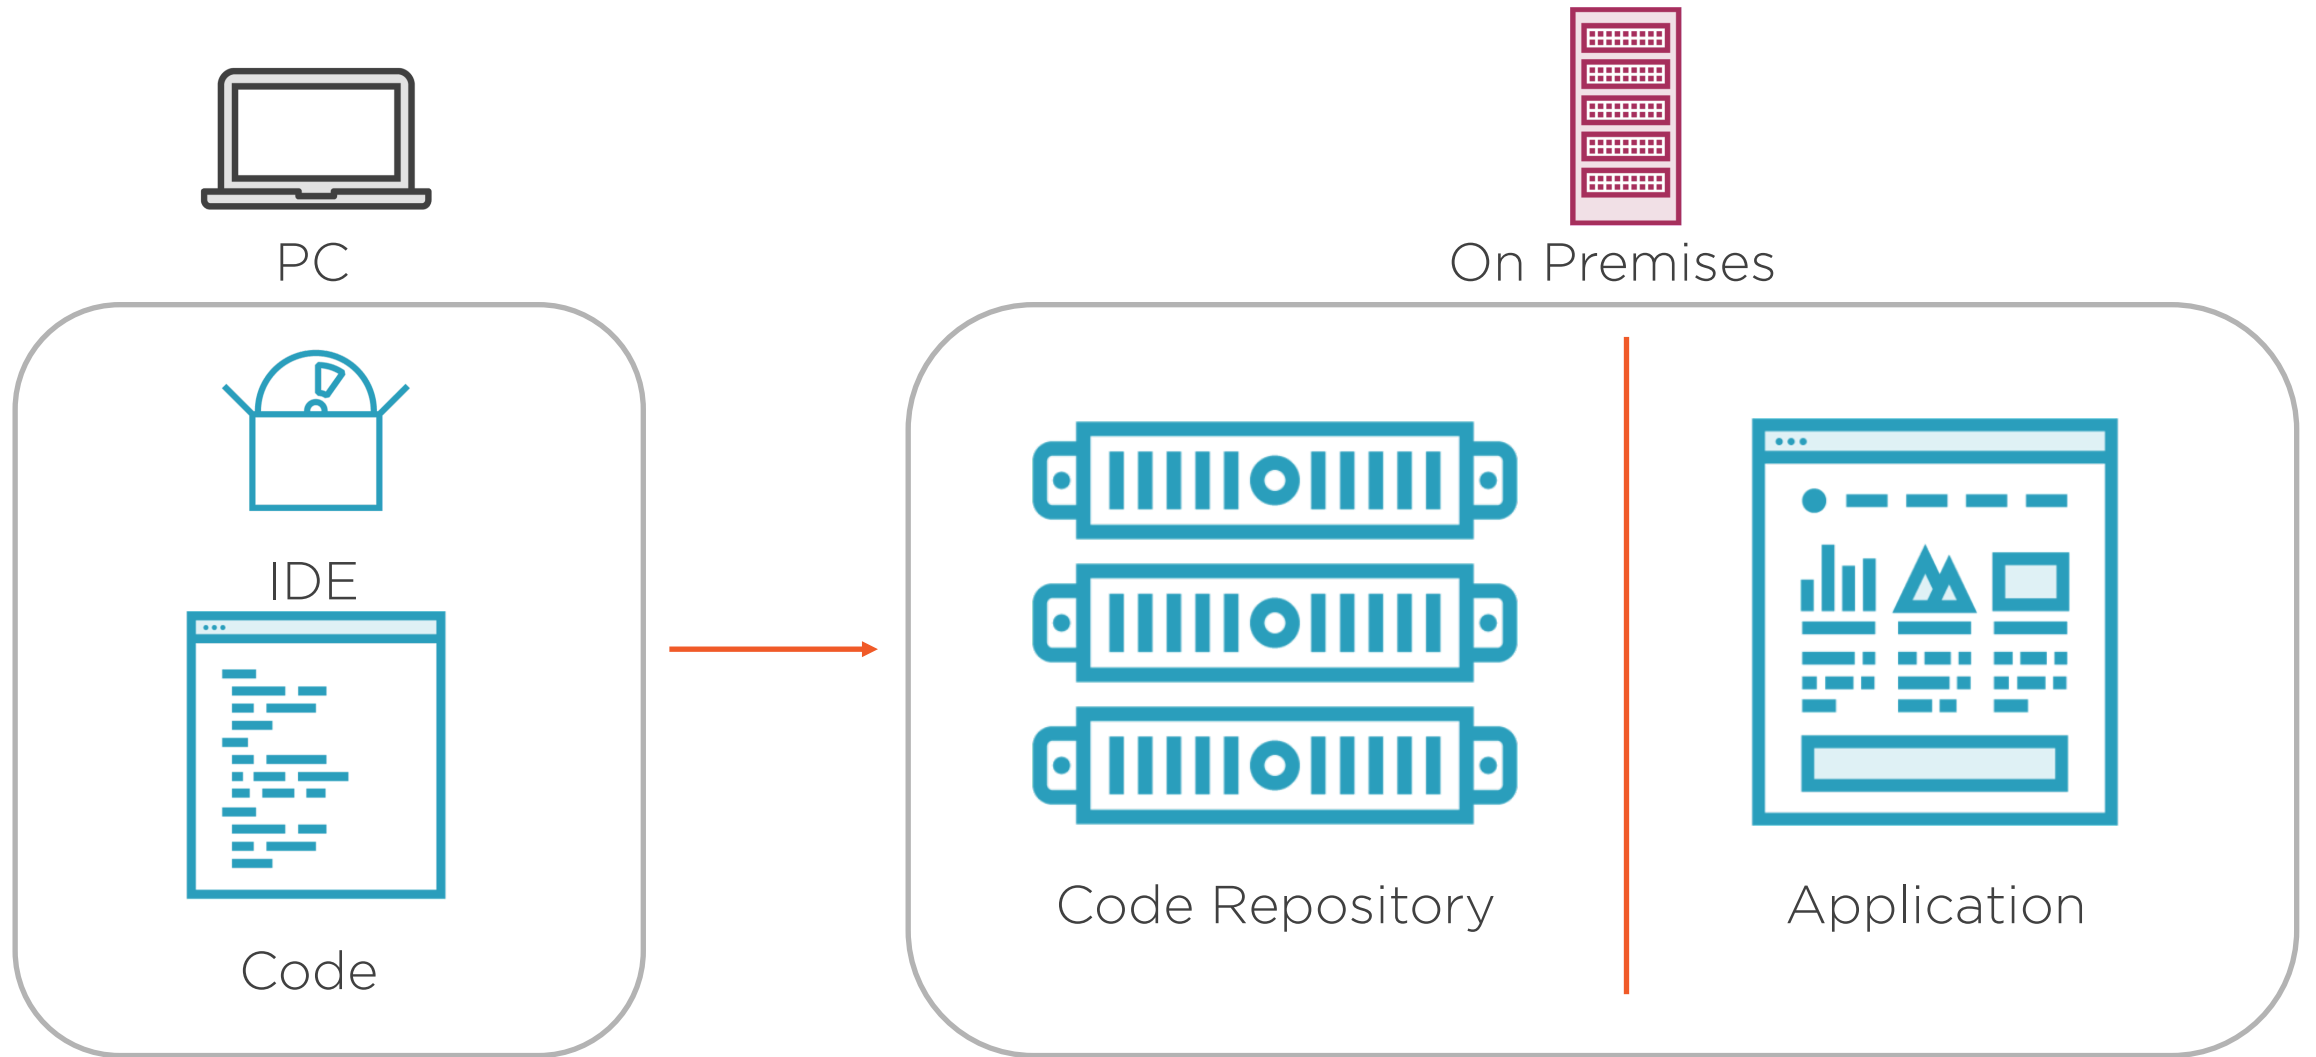 PC
On Premises
IDE
Code
Code Repository
Application